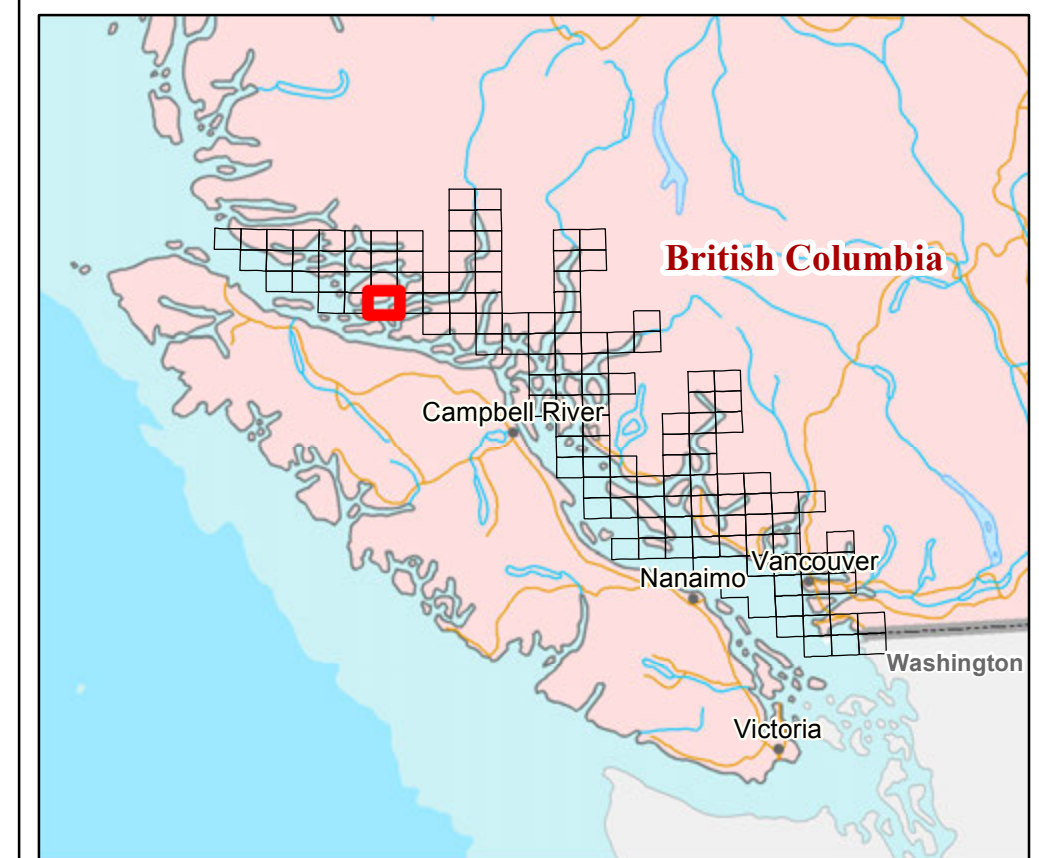 British Columbia
Campbell River
Vancouver
Nanaimo
Washington
Victoria